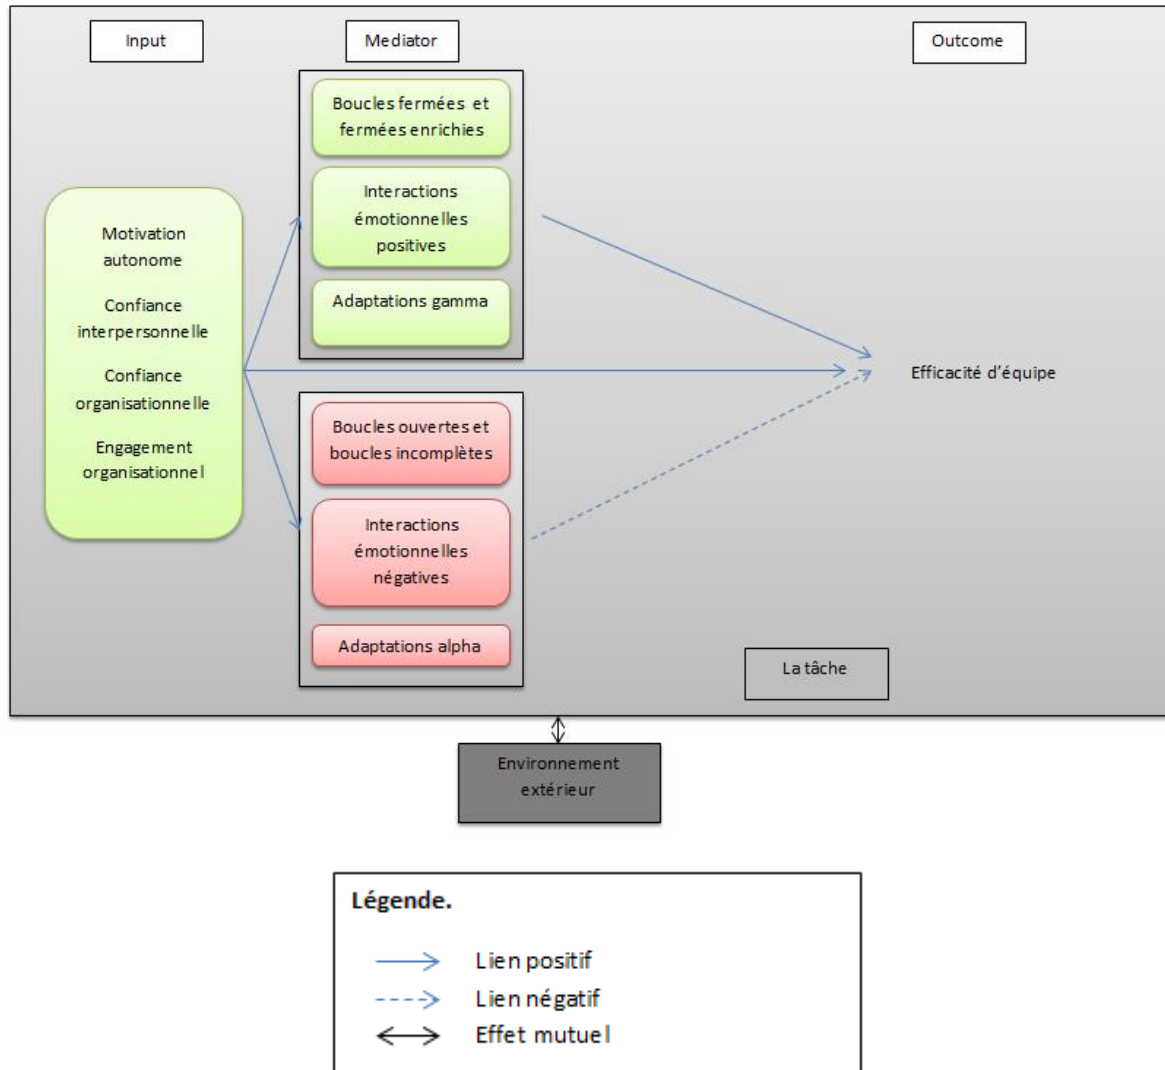 Input
Mediator
Outcome
Boucles fermées et
fermées enrichies
Interactions
émotionnelles
positives
Adaptations gamma
Motivation
autonome
Confiance
interpersonnelle
Confiance
organisationnelle
Engagement
organisationnel
Efficacité d'équipe
Boucles ouvertes et
boucles incomplètes
Interactions
émotionnelles
négatives
Adaptations alpha
La tâche
Environnement
extérieur
Légende.
Lien positif
Lien négatif
Effet mutuel